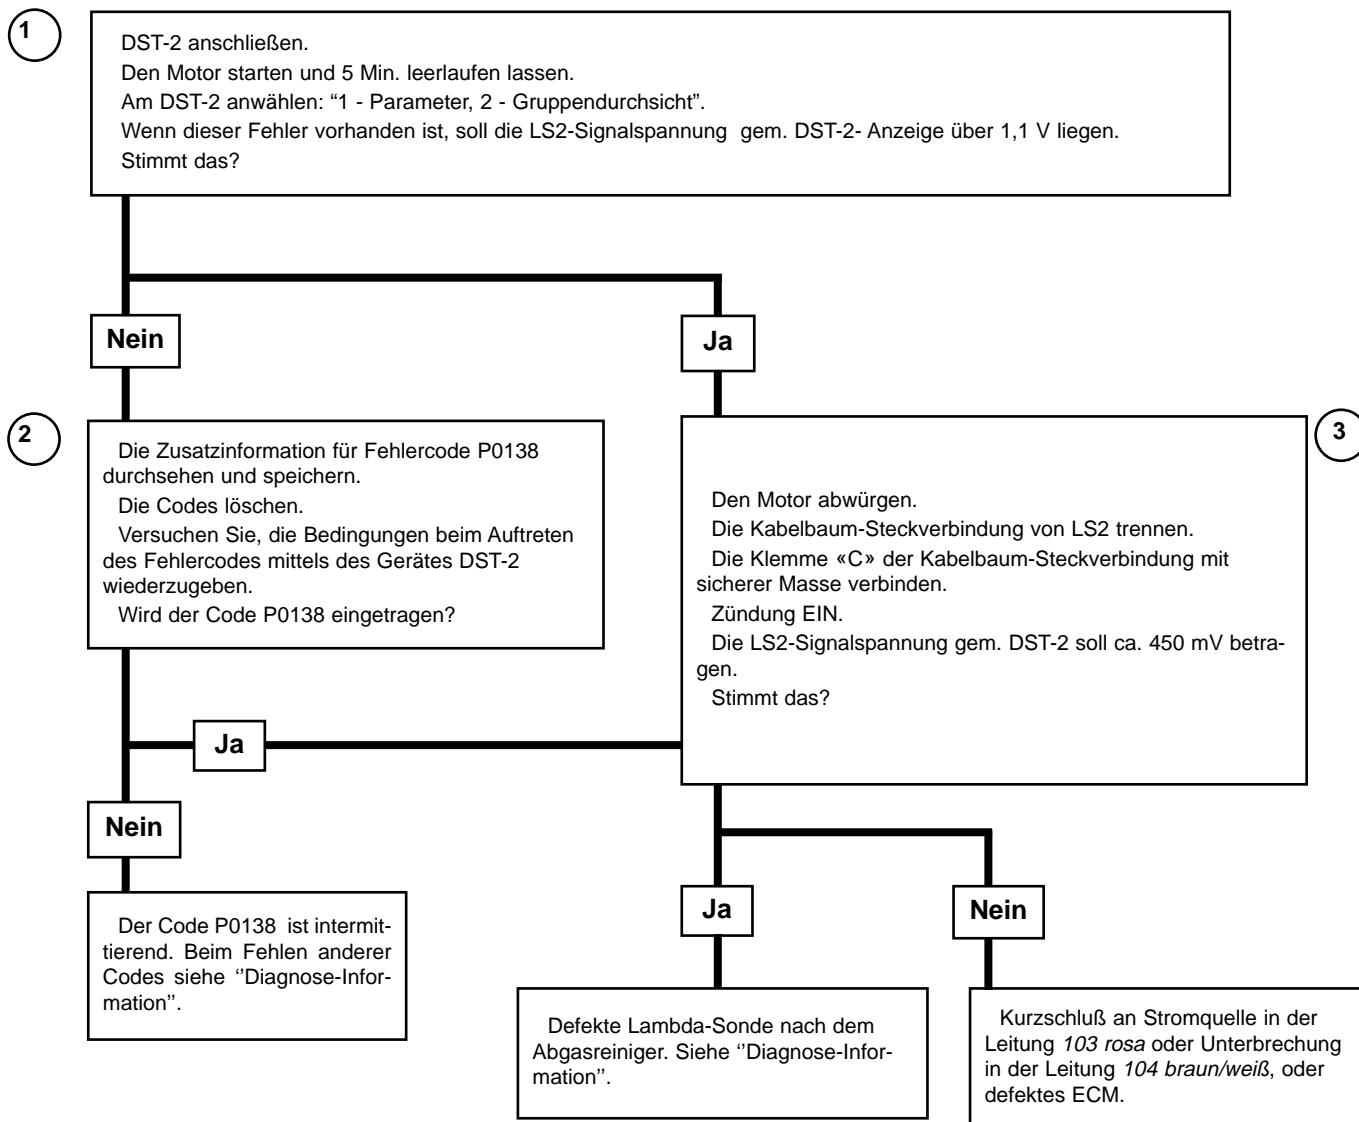 1
DST-2 anschließen.
Den Motor starten und 5 Min. leerlaufen lassen.
Am DST-2 anwählen: “1 - Parameter, 2 - Gruppendurchsicht”.
Wenn dieser Fehler vorhanden ist, soll die LS2-Signalspannung gem. DST-2- Anzeige über 1,1 V liegen.
Stimmt das?
Nein
Ja
2
Die Zusatzinformation für Fehlercode P0138
durchsehen und speichern.
Die Codes löschen.
Versuchen Sie, die Bedingungen beim Auftreten
des Fehlercodes mittels des Gerätes DST-2
wiederzugeben.
Wird der Code P0138 eingetragen?
3
Den Motor abwürgen.
Die Kabelbaum-Steckverbindung von LS2 trennen.
Die Klemme «C» der Kabelbaum-Steckverbindung mit
sicherer Masse verbinden.
Zündung EIN.
Die LS2-Signalspannung gem. DST-2 soll ca. 450 mV betra-
gen.
Stimmt das?
Ja
Nein
Der Code P0138 ist intermit-
tierend. Beim Fehlen anderer
Codes siehe ‘’Diagnose-Infor-
mation’’.
Ja
Nein
Defekte Lambda-Sonde nach dem
Abgasreiniger. Siehe ‘’Diagnose-Infor-
mation’’.
Kurzschluß an Stromquelle in der
Leitung 103 rosa oder Unterbrechung
in der Leitung 104 braun/weiß, oder
defektes ECM.